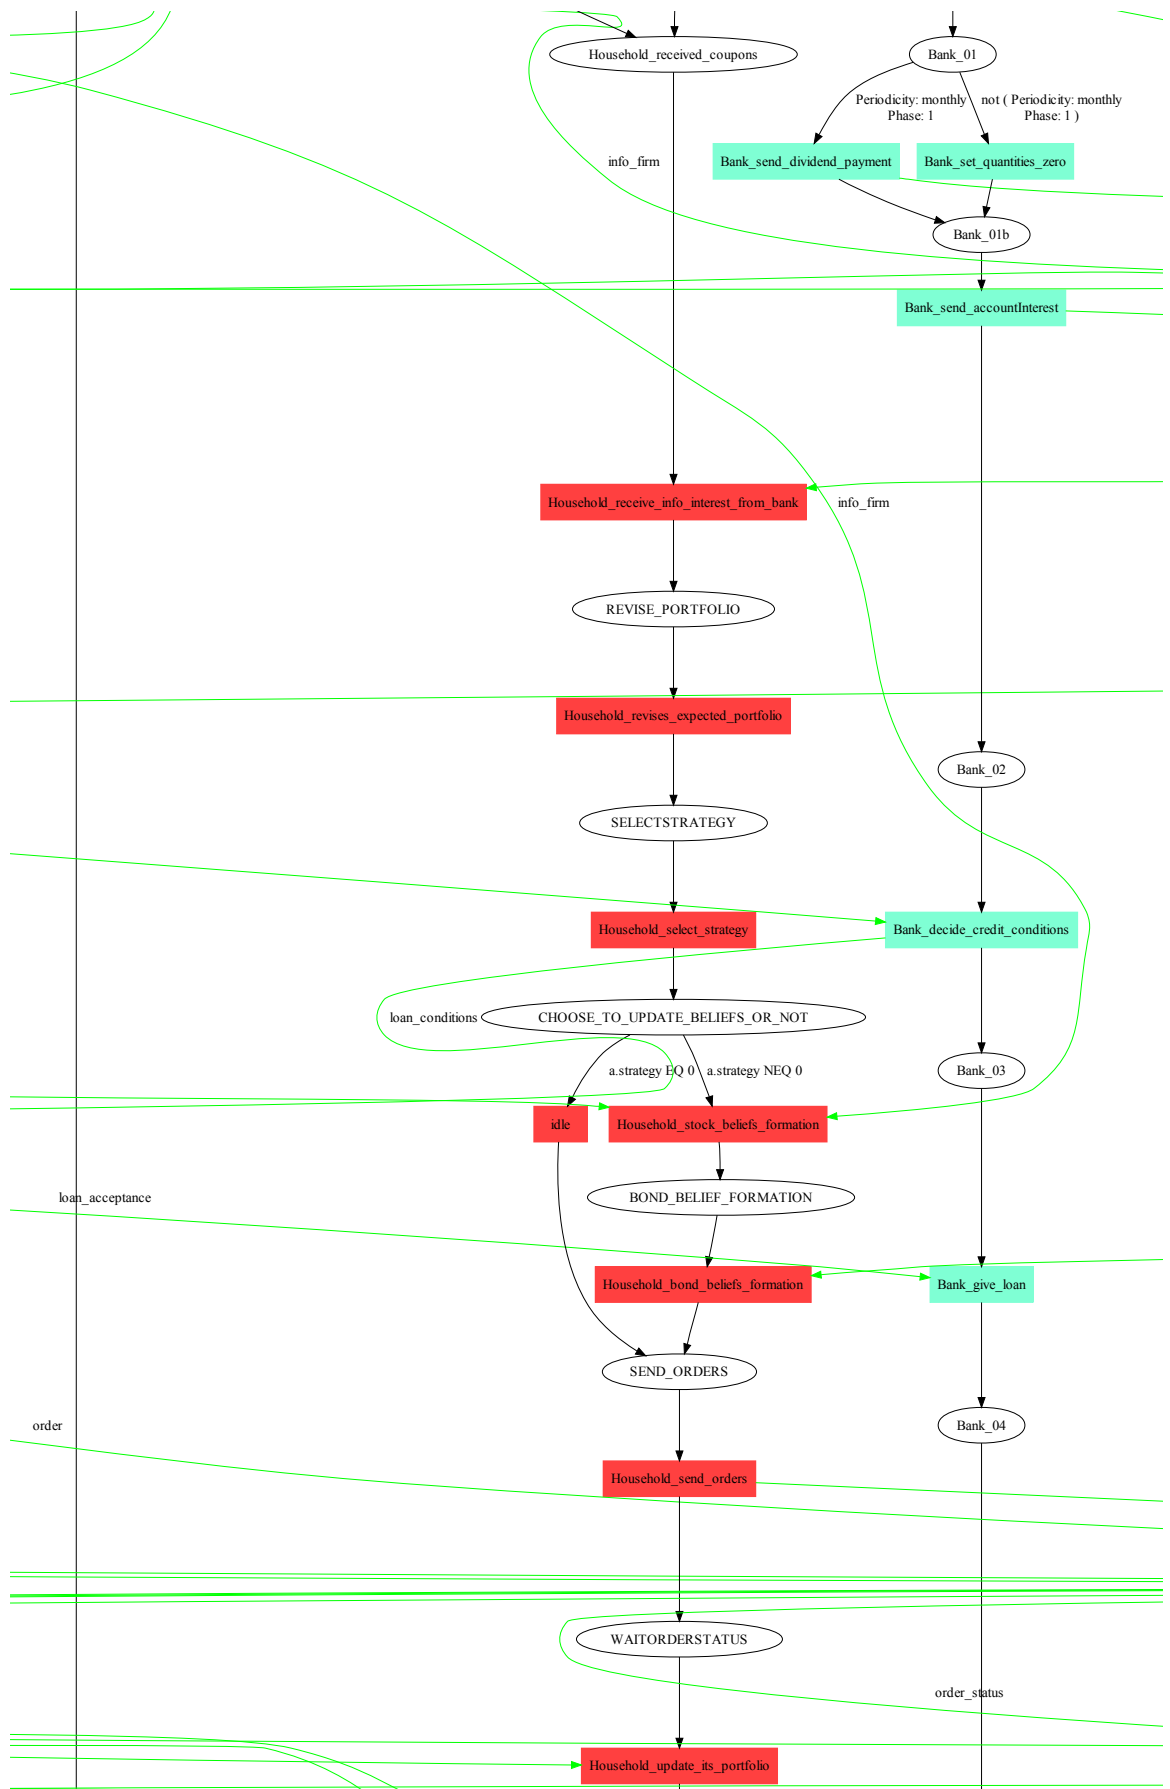 Household_received_coupons
Bank_01
Periodicity: monthly
Phase: 1
not ( Periodicity: monthly
Phase: 1 )
info_firm
Bank_send_dividend_payment
Bank_set_quantities_zero
Bank_01b
Bank_send_accountInterest
Household_receive_info_interest_from_bank
info_firm
REVISE_PORTFOLIO
Household_revises_expected_portfolio
Bank_02
SELECTSTRATEGY
Household_select_strategy
Bank_decide_credit_conditions
loan_conditions
CHOOSE_TO_UPDATE_BELIEFS_OR_NOT
a.strategy EQ 0
a.strategy NEQ 0
Bank_03
idle
Household_stock_beliefs_formation
loan_acceptance
BOND_BELIEF_FORMATION
Household_bond_beliefs_formation
Bank_give_loan
SEND_ORDERS
order
Bank_04
Household_send_orders
WAITORDERSTATUS
order_status
Household_update_its_portfolio